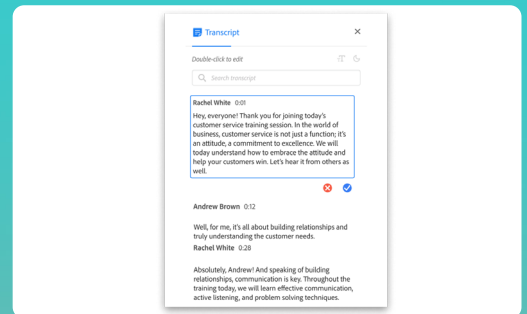 Transcript
Double-click to edit
Search transcript
Rachel White 0:01
Hey, everyone! Thank you for joining today's
customer service training session. In the world of
business, customer service is not just a function; it's
an attitude, a commitment to excellence. We will
today understand how to embrace the attitude and
help your customers win. Let's hear it from others as
well.
Andrew Brown 0:12
Well, for me, it's all about building relationships and
truly understanding the customer needs.
Rachel White 0:28
Absolutely, Andrew! And speaking of building
relationships, communication is key. Throughout the
training today, we will learn effective communication,
active listening, and problem solving techniques.